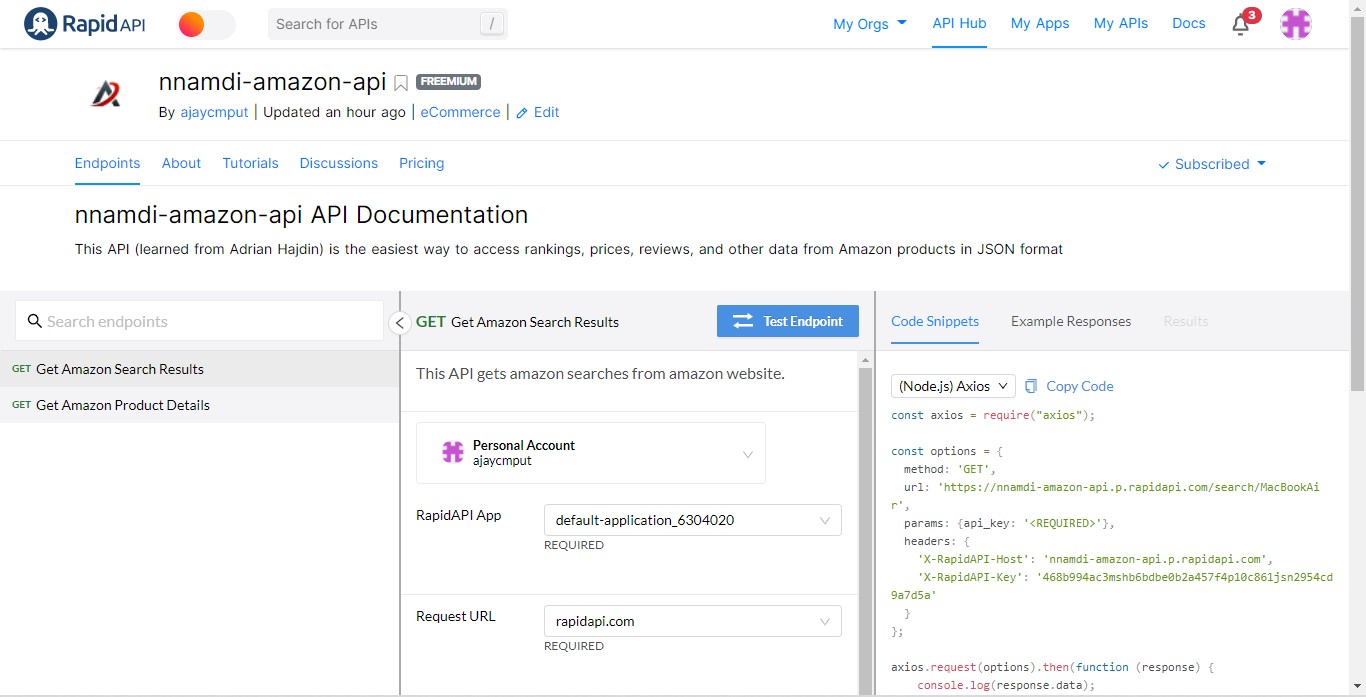 RapidAPI
Search for APIs
/
My Orgs
API Hub
My Apps
My APIs
Docs
3
nnamdi-amazon-api
FREEMIUM
By ajaycmput | Updated an hour ago | eCommerce | Edit
Endpoints
About
Tutorials
Discussions
Pricing
Subscribed
nnamdi-amazon-api API Documentation
This API (learned from Adrian Hajdin) is the easiest way to access rankings, prices, reviews, and other data from Amazon products in JSON format
Search endpoints
GET Get Amazon Search Results
GET Get Amazon Product Details
GET Get Amazon Search Results
Test Endpoint
This API gets amazon searches from amazon website.
Personal Account
ajaycmput
RapidAPI App
default-application_6304020
REQUIRED
Request URL
rapidapi.com
REQUIRED
Code Snippets
Example Responses
Results
(Node.js) Axios
Copy Code
const axios = require("axios");
const options = {
method: 'GET',
url: 'https://nnamdi-amazon-api.p.rapidapi.com/search/MacBookAi
r',
params: {api_key: '<REQUIRED>'},
headers: {
'X-RapidAPI-Host': 'nnamdi-amazon-api.p.rapidapi.com',
'X-RapidAPI-Key': '468b994ac3mshb6bdbe0b2a457f4p10c861jsn2954cd
9a7d5a'
}
};
axios.request(options).then(function (response) {
console.log(response.data);